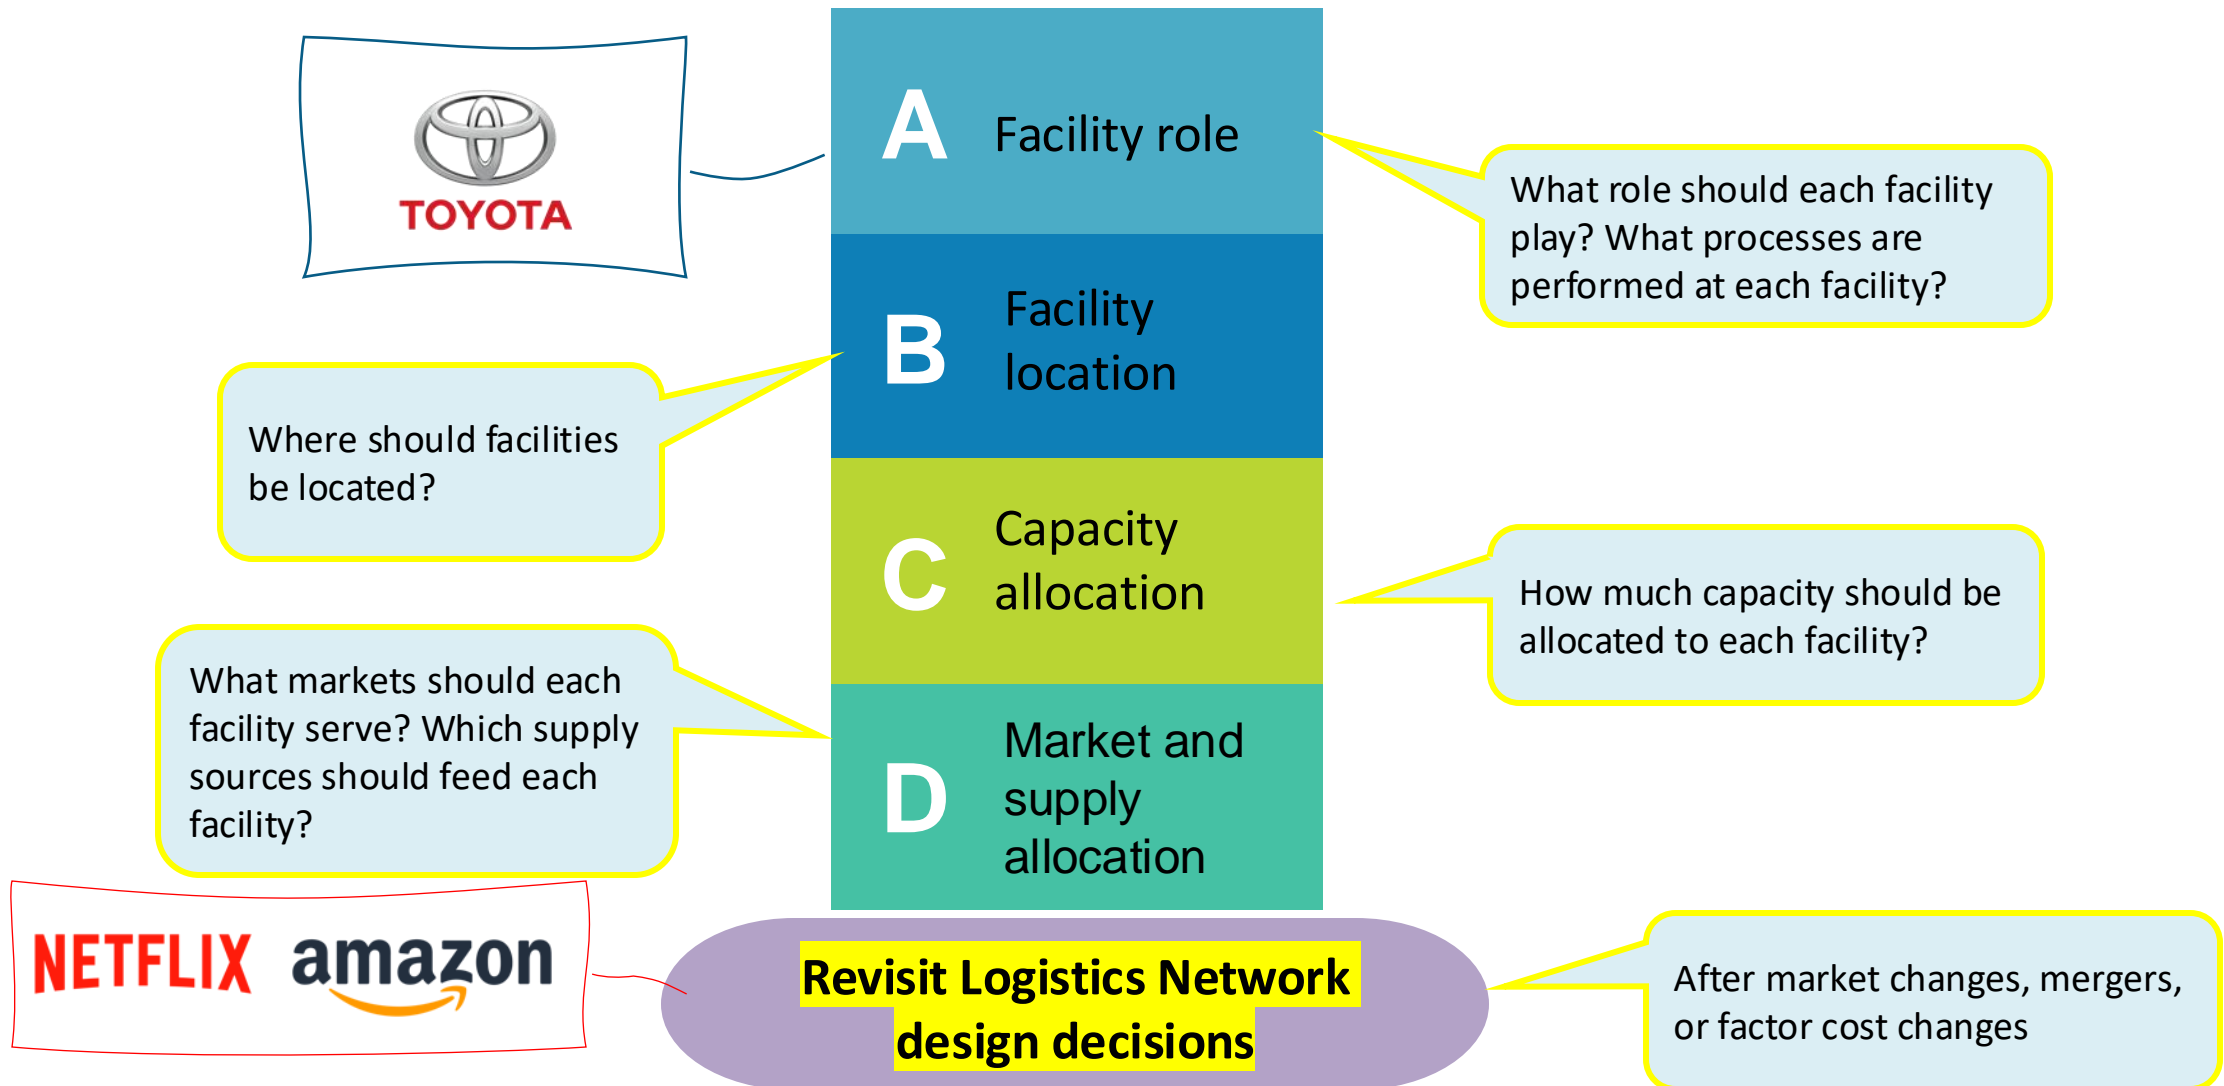 TOYOTA
A
Facility role
What role should each facility
play? What processes are
performed at each facility?
B
Facility
location
Where should facilities
be located?
C
Capacity
allocation
How much capacity should be
allocated to each facility?
What markets should each
facility serve? Which supply
sources should feed each
facility?
D
Market and
supply
allocation
NETFLIX amazon
Revisit Logistics Network
design decisions
After market changes, mergers,
or factor cost changes